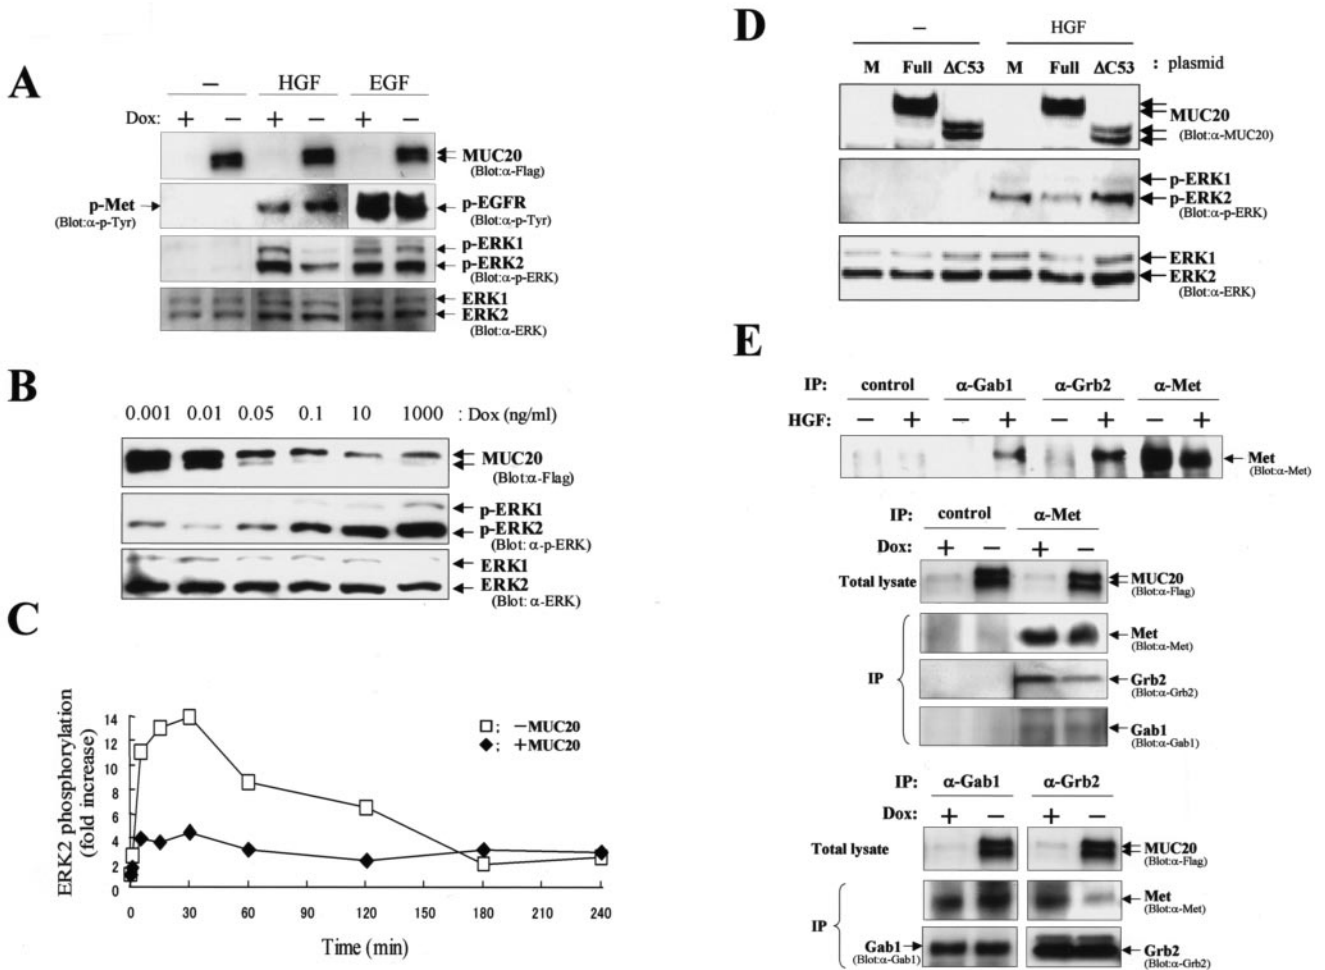 A
— HGF EGF
Dox: + − + − + −
MUC20
(Blot:α-Flag)
p-Met
(Blot:α-p-Tyr)
p-EGFR
(Blot:α-p-Tyr)
p-ERK1
p-ERK2
(Blot:α-p-ERK)
ERK1
ERK2
(Blot:α-ERK)
B
0.001 0.01 0.05 0.1 10 1000 : Dox (ng/ml)
MUC20
(Blot:α-Flag)
p-ERK1
p-ERK2
(Blot: α-p-ERK)
ERK1
ERK2
(Blot: α-ERK)
C
ERK2 phosphorylation
(fold increase)
14
12
10
8
6
4
2
0
□; −MUC20
◆; +MUC20
0 30 60 90 120 150 180 210 240
Time (min)
D
— HGF
M Full ΔC53 M Full ΔC53 : plasmid
MUC20
(Blot:α-MUC20)
p-ERK1
p-ERK2
(Blot:α-p-ERK)
ERK1
ERK2
(Blot:α-ERK)
E
IP: control α-Gab1 α-Grb2 α-Met
HGF: − + − + − + − +
Met
(Blot:α-Met)
IP: control α-Met
Dox: + − + −
Total lysate
MUC20
(Blot:α-Flag)
IP
Met
(Blot:α-Met)
Grb2
(Blot:α-Grb2)
Gab1
(Blot:α-Gab1)
IP: α-Gab1 α-Grb2
Dox: + − + −
Total lysate
MUC20
(Blot:α-Flag)
IP
Met
(Blot:α-Met)
Gab1
(Blot:α-Gab1)
Grb2
(Blot:α-Grb2)